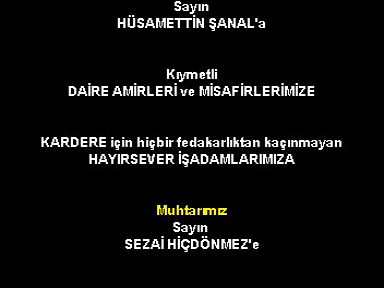 Sayın
HÜSAMETTİN ŞANAL'a
Kıymetli
DAİRE AMİRLERİ ve MİSAFİRLERİMİZE
KARDERE için hiçbir fedakarlıktan kaçınmayan
HAYIRSEVER İŞADAMLARIMIZA
Muhtarımız
Sayın
SEZAİ HİÇDÖNMEZ'e